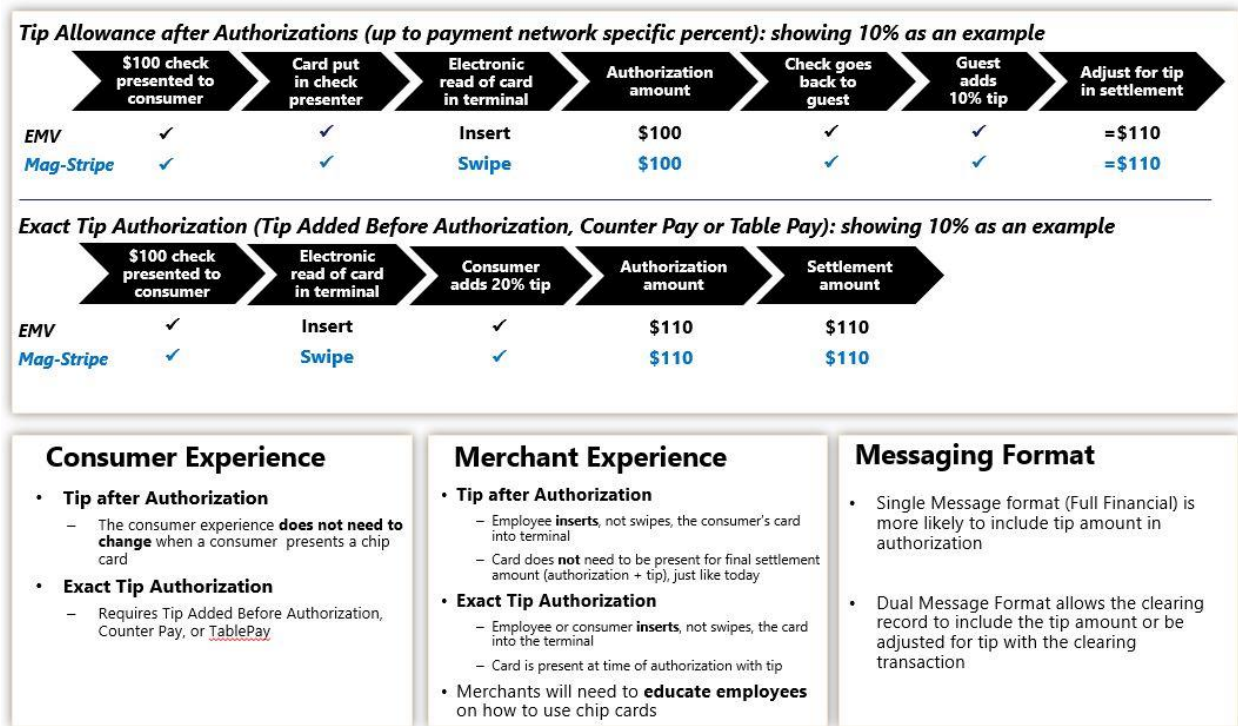 Tip Allowance after Authorizations (up to payment network specific percent): showing 10% as an example
$100 check
presented to
consumer
Card put
in check
presenter
Electronic
read of card
in terminal
Authorization
amount
Check goes
back to
guest
Guest
adds
10% tip
Adjust for tip
in settlement
EMV ✓ ✓ Insert $100 ✓ ✓ =$110
Mag-Stripe ✓ ✓ Swipe $100 ✓ ✓ =$110
Exact Tip Authorization (Tip Added Before Authorization, Counter Pay or Table Pay): showing 10% as an example
$100 check
presented to
consumer
Electronic
read of card
in terminal
Consumer
adds 20% tip
Authorization
amount
Settlement
amount
EMV ✓ Insert ✓ $110 $110
Mag-Stripe ✓ Swipe ✓ $110 $110
Consumer Experience
• Tip after Authorization
– The consumer experience does not need to
change when a consumer presents a chip
card
• Exact Tip Authorization
– Requires Tip Added Before Authorization,
Counter Pay, or TablePay
Merchant Experience
• Tip after Authorization
– Employee inserts, not swipes, the consumer's card
into terminal
– Card does not need to be present for final settlement
amount (authorization + tip), just like today
• Exact Tip Authorization
– Employee or consumer inserts, not swipes, the card
into the terminal
– Card is present at time of authorization with tip
• Merchants will need to educate employees
on how to use chip cards
Messaging Format
• Single Message format (Full Financial) is
more likely to include tip amount in
authorization
• Dual Message Format allows the clearing
record to include the tip amount or be
adjusted for tip with the clearing
transaction